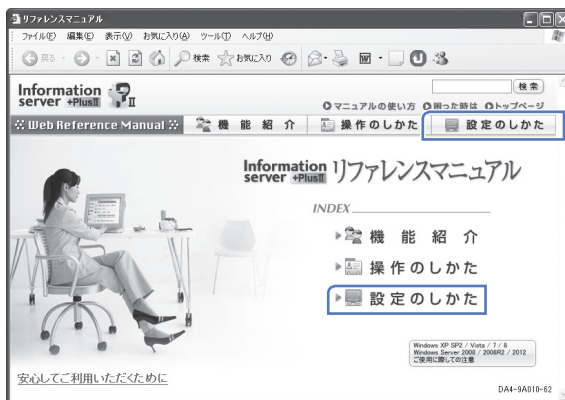 リファレンスマニュアル
ファイル(F) 編集(E) 表示(V) お気に入り(A) ツール(T) ヘルプ(H)
戻る 検索 お気に入り
Information
server +PlusⅡ Ⅱ
検索
マニュアルの使い方 困った時は トップページ
Web Reference Manual 機能紹介 操作のしかた 設定のしかた
Information
server +PlusⅡ リファレンスマニュアル
INDEX
機能紹介
操作のしかた
設定のしかた
Windows XP SP2 / Vista / 7 / 8
Windows Server 2008 / 2008R2 / 2012
ご使用に際しての注意
安心してご利用いただくために
DA4-9A010-62